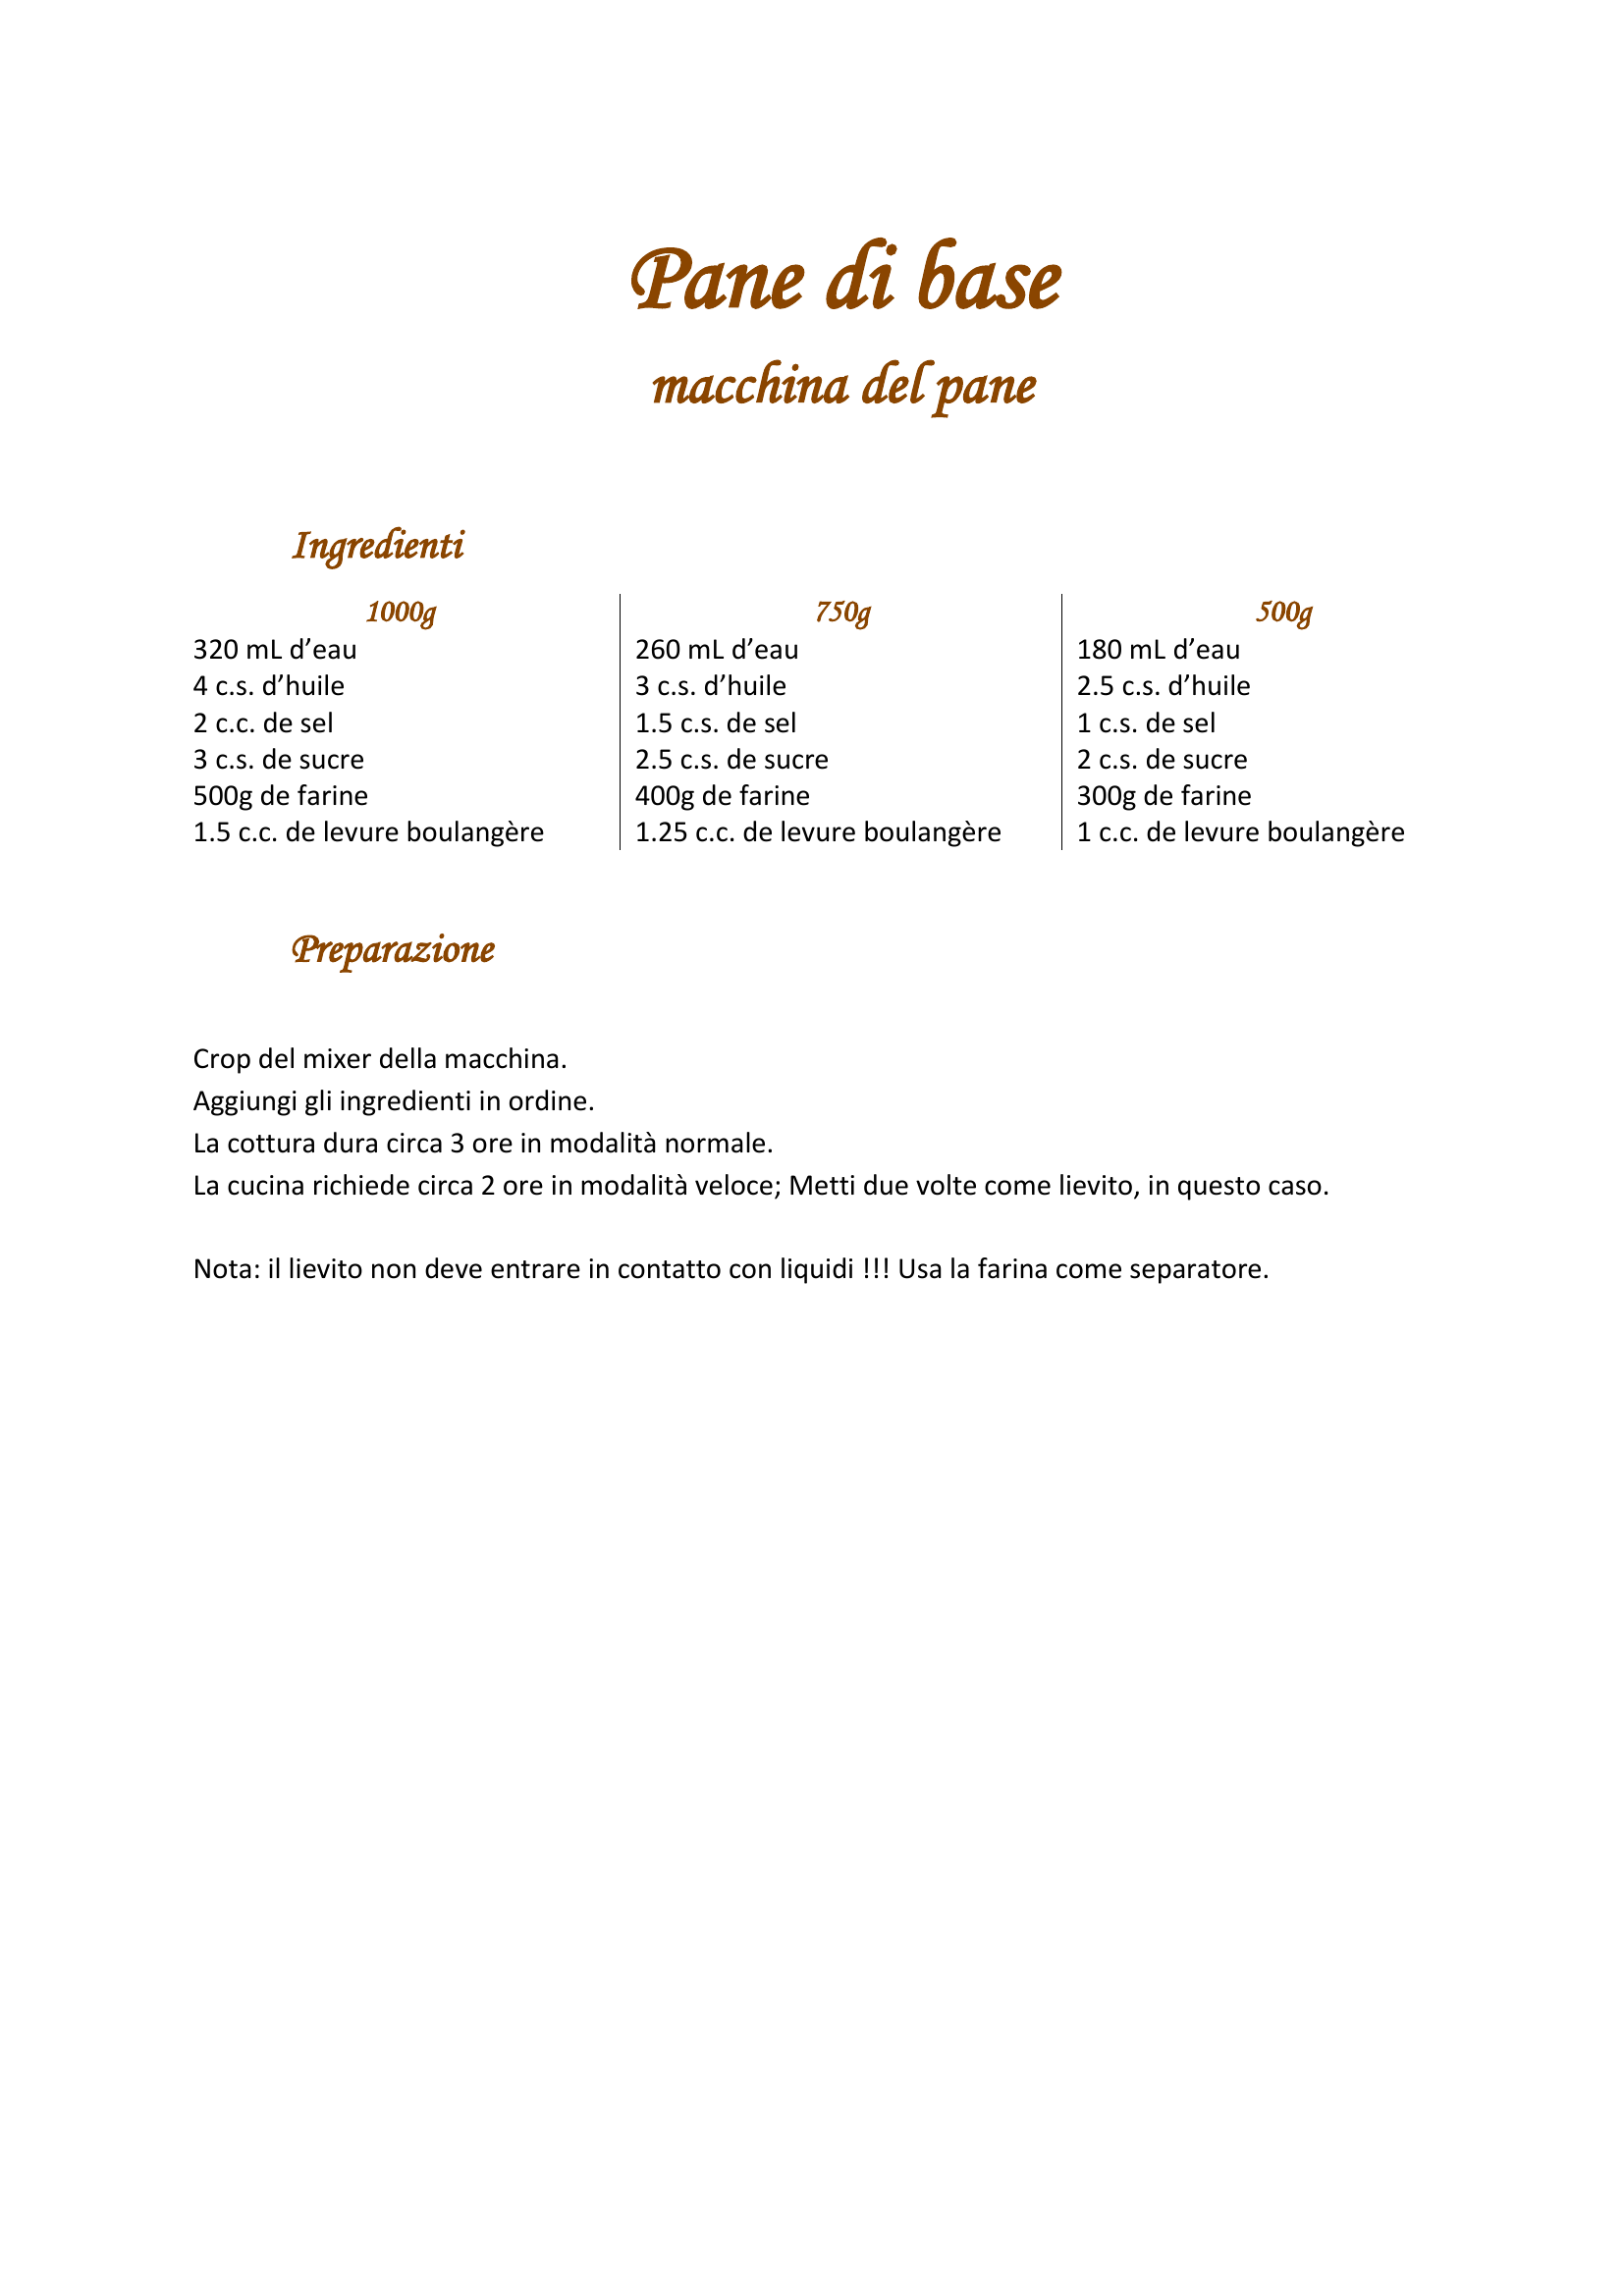 Pane di base
macchina del pane
Ingredienti
1000g
320 mL d’eau
4 c.s. d’huile
2 c.c. de sel
3 c.s. de sucre
500g de farine
1.5 c.c. de levure boulangère
750g
260 mL d’eau
3 c.s. d’huile
1.5 c.s. de sel
2.5 c.s. de sucre
400g de farine
1.25 c.c. de levure boulangère
500g
180 mL d’eau
2.5 c.s. d’huile
1 c.s. de sel
2 c.s. de sucre
300g de farine
1 c.c. de levure boulangère
Preparazione
Crop del mixer della macchina.
Aggiungi gli ingredienti in ordine.
La cottura dura circa 3 ore in modalità normale.
La cucina richiede circa 2 ore in modalità veloce; Metti due volte come lievito, in questo caso.
Nota: il lievito non deve entrare in contatto con liquidi !!! Usa la farina come separatore.